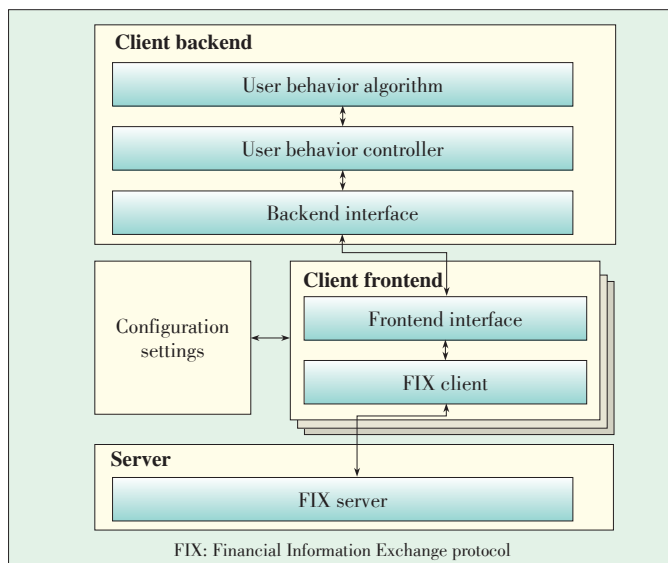 Client backend
User behavior algorithm
User behavior controller
Backend interface
Client frontend
Configuration
settings
Frontend interface
FIX client
Server
FIX server
FIX: Financial Information Exchange protocol